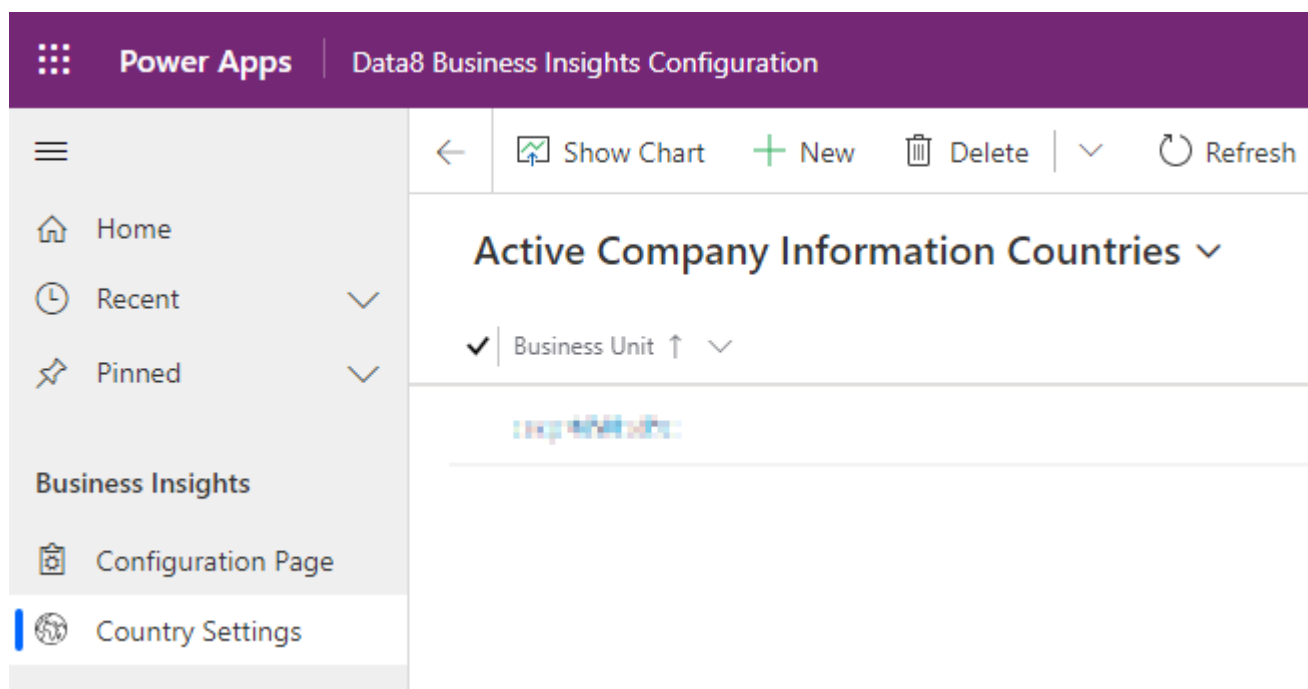 Power Apps Data8 Business Insights Configuration
Show Chart New Delete Refresh
Home
Recent
Pinned
Business Insights
Configuration Page
Country Settings
Active Company Information Countries
Business Unit ↑